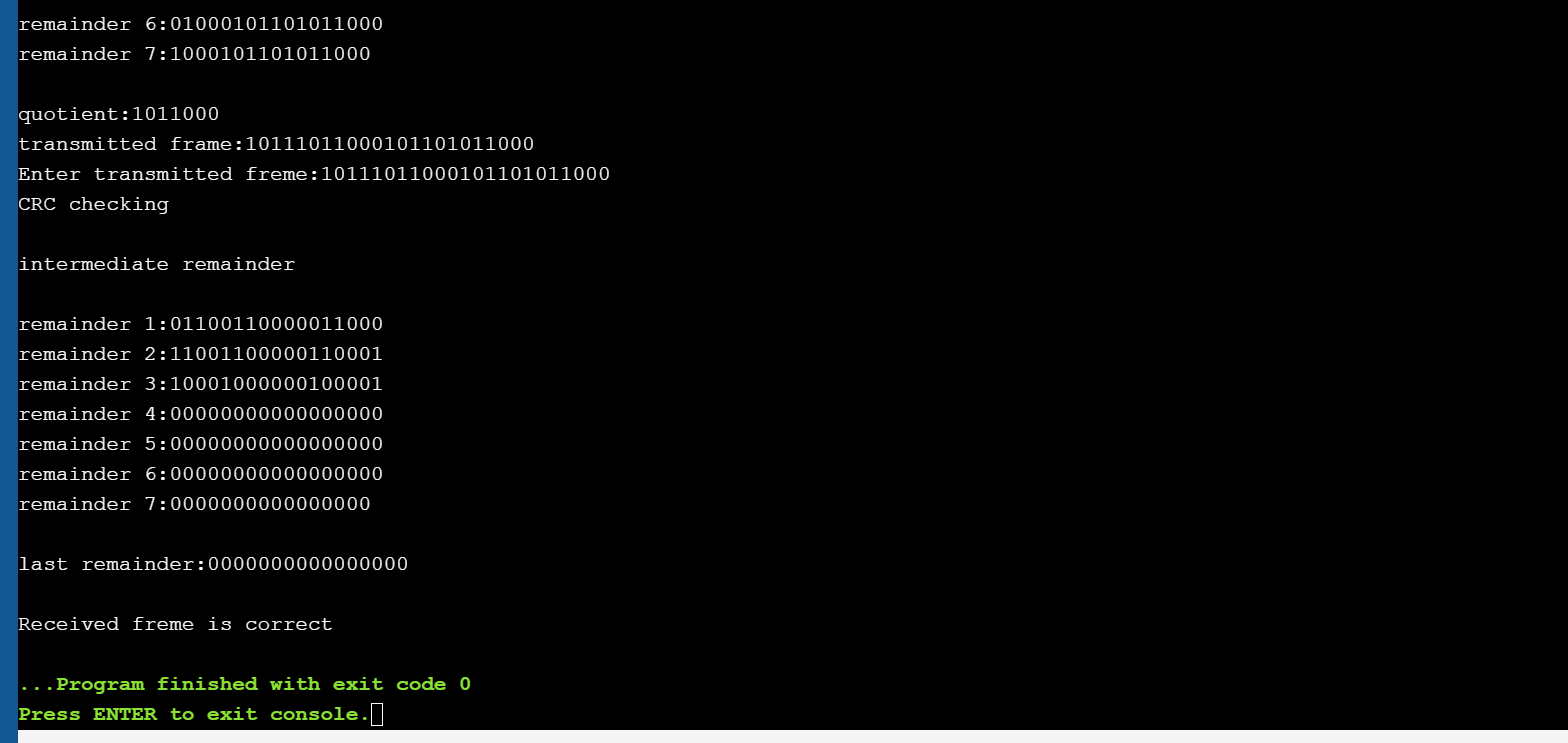 remainder 6:01000101101011000
remainder 7:1000101101011000
quotient:1011000
transmitted frame:10111011000101101011000
Enter transmitted freme:10111011000101101011000
CRC checking
intermediate remainder
remainder 1:01100110000011000
remainder 2:11001100000110001
remainder 3:10001000000100001
remainder 4:00000000000000000
remainder 5:00000000000000000
remainder 6:00000000000000000
remainder 7:0000000000000000
last remainder:0000000000000000
Received freme is correct
...Program finished with exit code 0
Press ENTER to exit console.